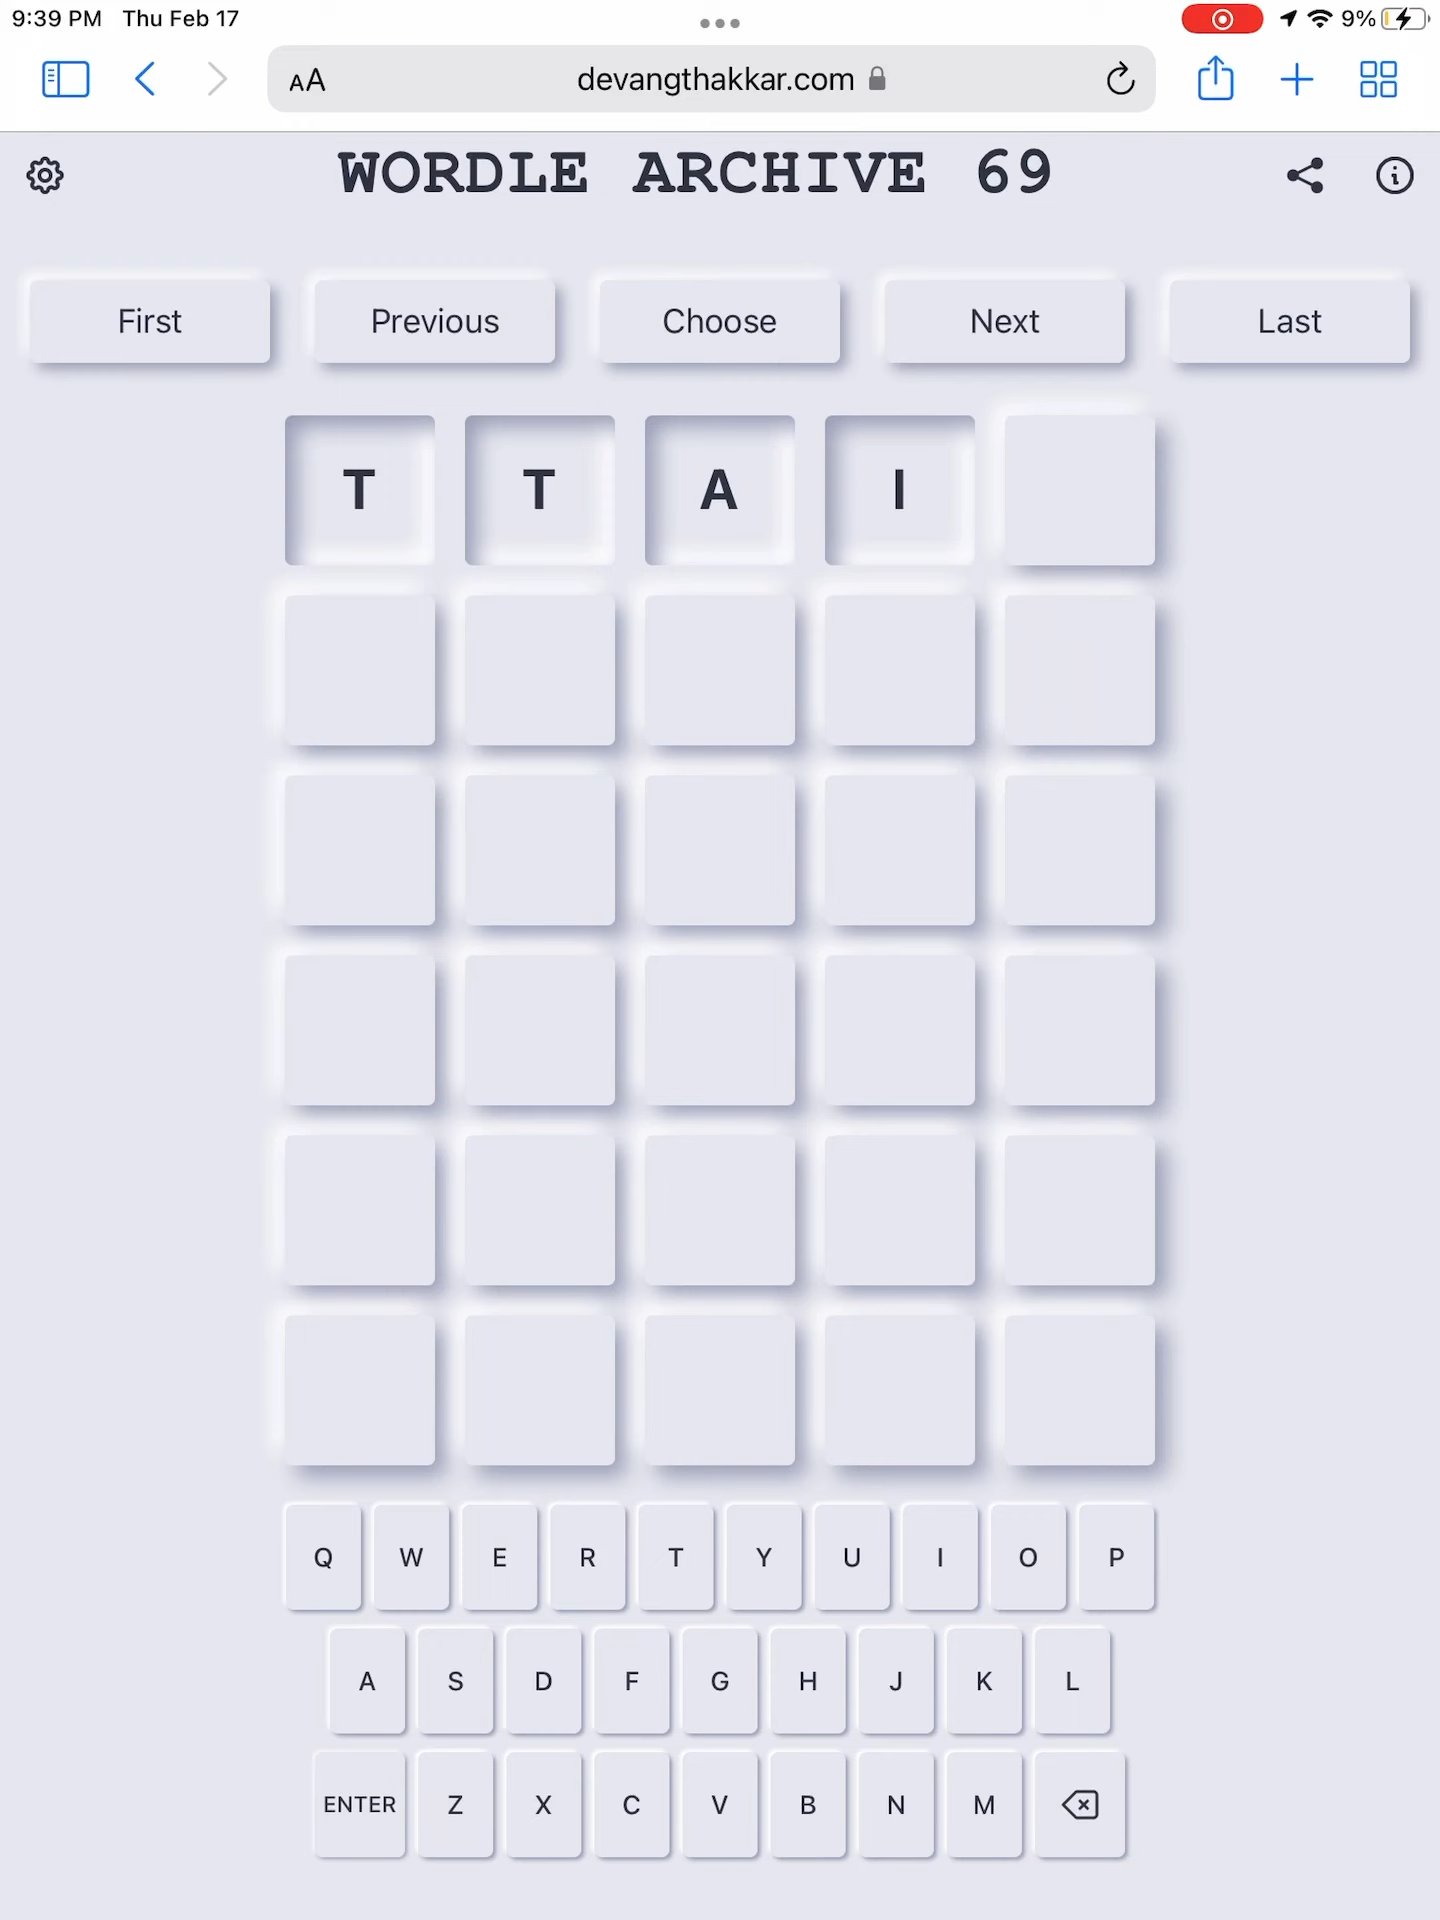 9:39 PM Thu Feb 17
9%
AA devangthakkar.com
WORDLE ARCHIVE 69
First Previous Choose Next Last
T T A I
Q W E R T Y U I O P
A S D F G H J K L
ENTER Z X C V B N M